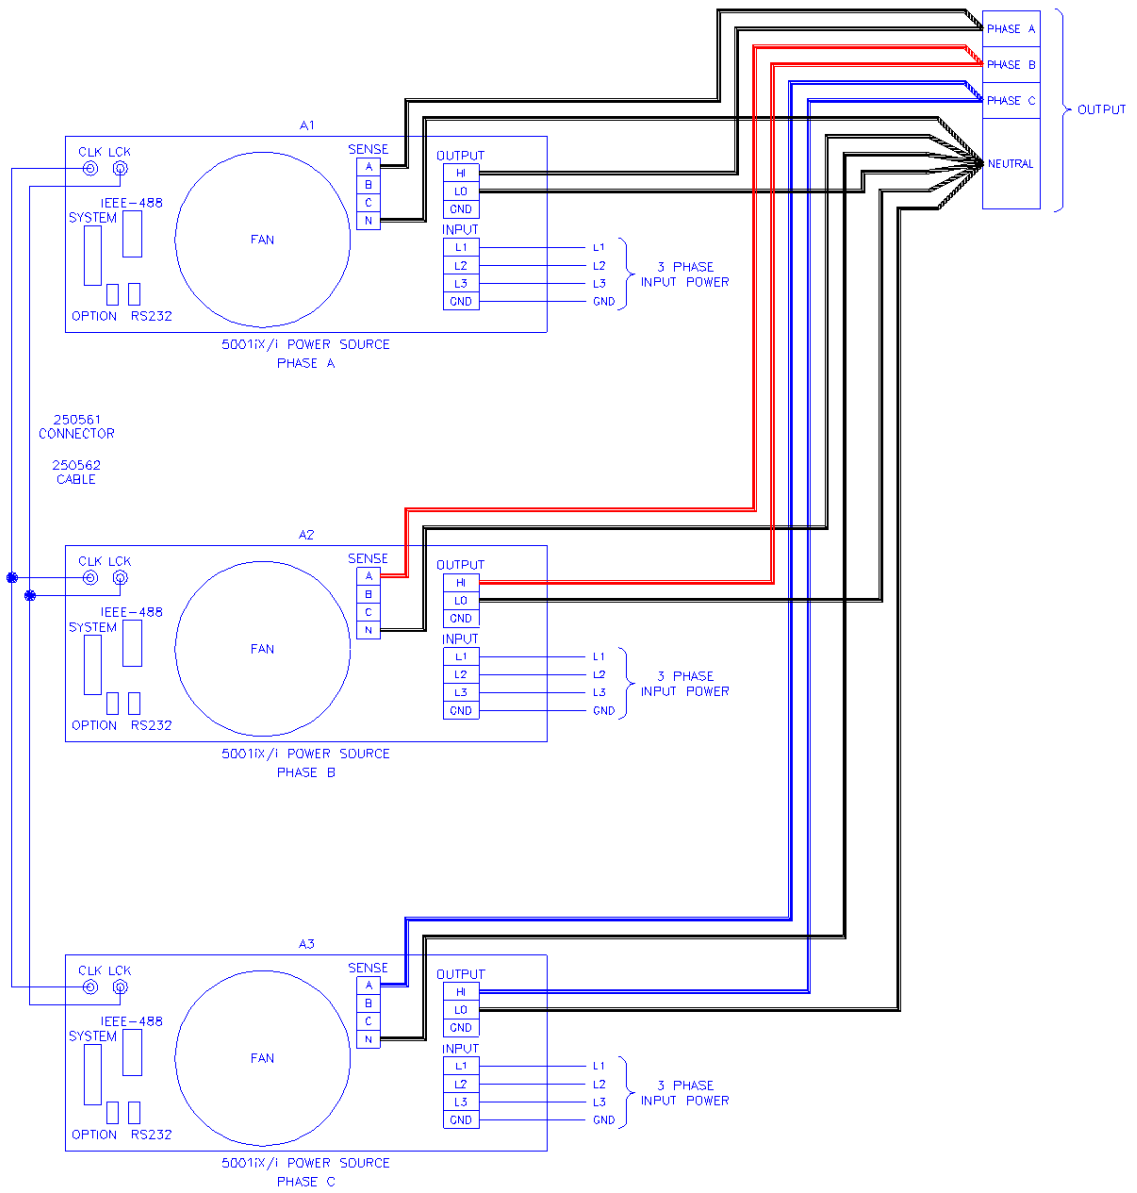 PHASE A
PHASE B
PHASE C
NEUTRAL
OUTPUT
A1
CLK LCK
IEEE-488
SYSTEM
OPTION RS232
FAN
SENSE
A
B
C
N
OUTPUT
HI
LO
GND
INPUT
L1
L2
L3
GND
L1
L2
L3
GND
3 PHASE
INPUT POWER
5001iX/i POWER SOURCE
PHASE A
250561
CONNECTOR
250562
CABLE
A2
CLK LCK
IEEE-488
SYSTEM
OPTION RS232
FAN
SENSE
A
B
C
N
OUTPUT
HI
LO
GND
INPUT
L1
L2
L3
GND
L1
L2
L3
GND
3 PHASE
INPUT POWER
5001iX/i POWER SOURCE
PHASE B
A3
CLK LCK
IEEE-488
SYSTEM
OPTION RS232
FAN
SENSE
A
B
C
N
OUTPUT
HI
LO
GND
INPUT
L1
L2
L3
GND
L1
L2
L3
GND
3 PHASE
INPUT POWER
5001iX/i POWER SOURCE
PHASE C